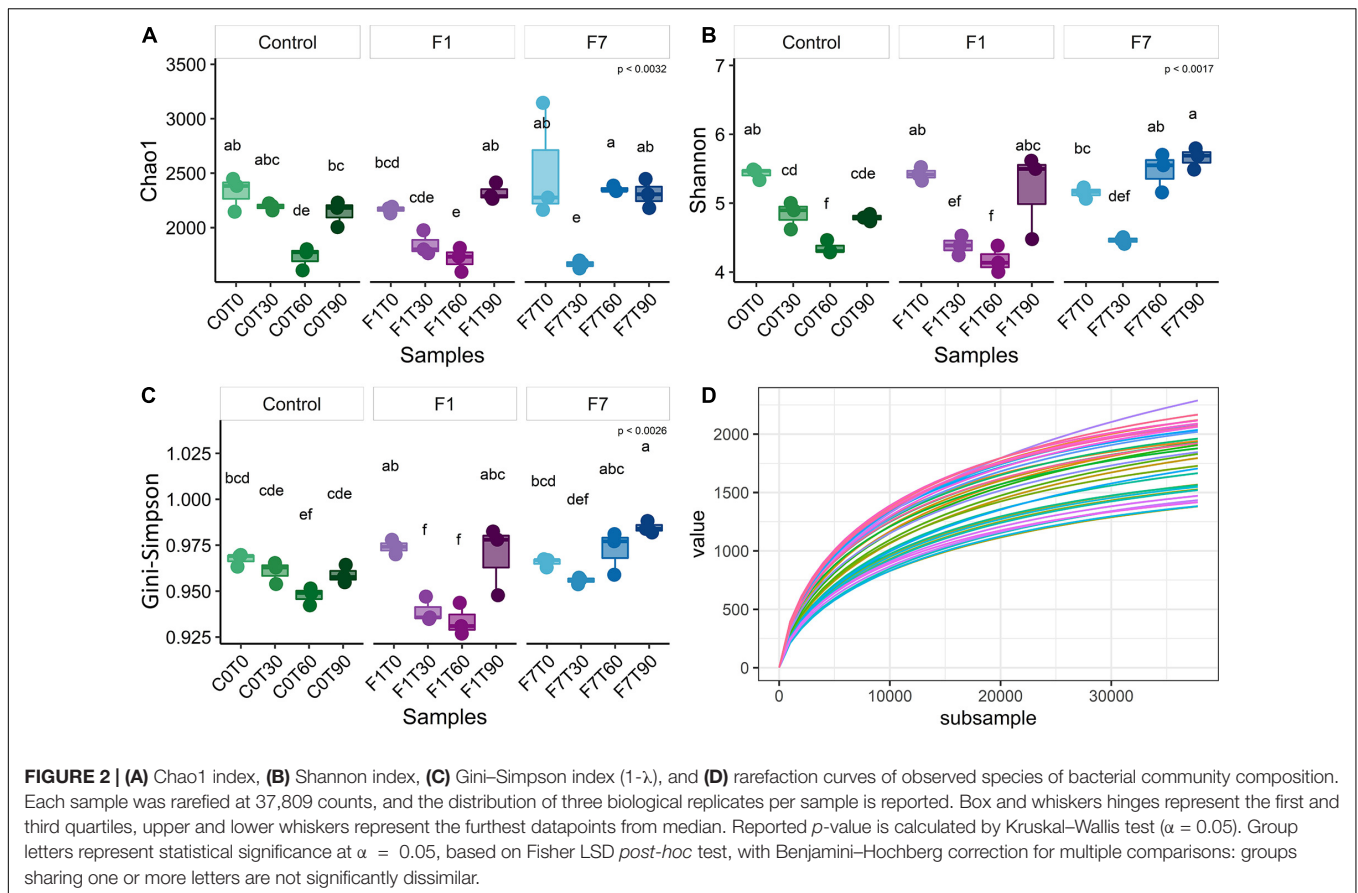 A
Control
F1
F7
p < 0.0032
3500
3000
2500
2000
Chao1
ab
abc
de
bc
bcd
cde
e
ab
ab
e
a
ab
C0T0
C0T30
C0T60
C0T90
F1T0
F1T30
F1T60
F1T90
F7T0
F7T30
F7T60
F7T90
Samples
B
Control
F1
F7
p < 0.0017
7
6
5
4
Shannon
ab
cd
f
cde
ab
ef
f
abc
bc
def
ab
a
C0T0
C0T30
C0T60
C0T90
F1T0
F1T30
F1T60
F1T90
F7T0
F7T30
F7T60
F7T90
Samples
C
Control
F1
F7
p < 0.0026
1.025
1.000
0.975
0.950
0.925
Gini-Simpson
bcd
cde
ef
cde
ab
f
f
abc
bcd
def
abc
a
C0T0
C0T30
C0T60
C0T90
F1T0
F1T30
F1T60
F1T90
F7T0
F7T30
F7T60
F7T90
Samples
D
2000
1500
1000
500
0
value
0
10000
20000
30000
subsample
FIGURE 2 | (A) Chao1 index, (B) Shannon index, (C) Gini–Simpson index (1-λ), and (D) rarefaction curves of observed species of bacterial community composition.
Each sample was rarefied at 37,809 counts, and the distribution of three biological replicates per sample is reported. Box and whiskers hinges represent the first and
third quartiles, upper and lower whiskers represent the furthest datapoints from median. Reported p-value is calculated by Kruskal–Wallis test (α = 0.05). Group
letters represent statistical significance at α = 0.05, based on Fisher LSD post-hoc test, with Benjamini–Hochberg correction for multiple comparisons: groups
sharing one or more letters are not significantly dissimilar.